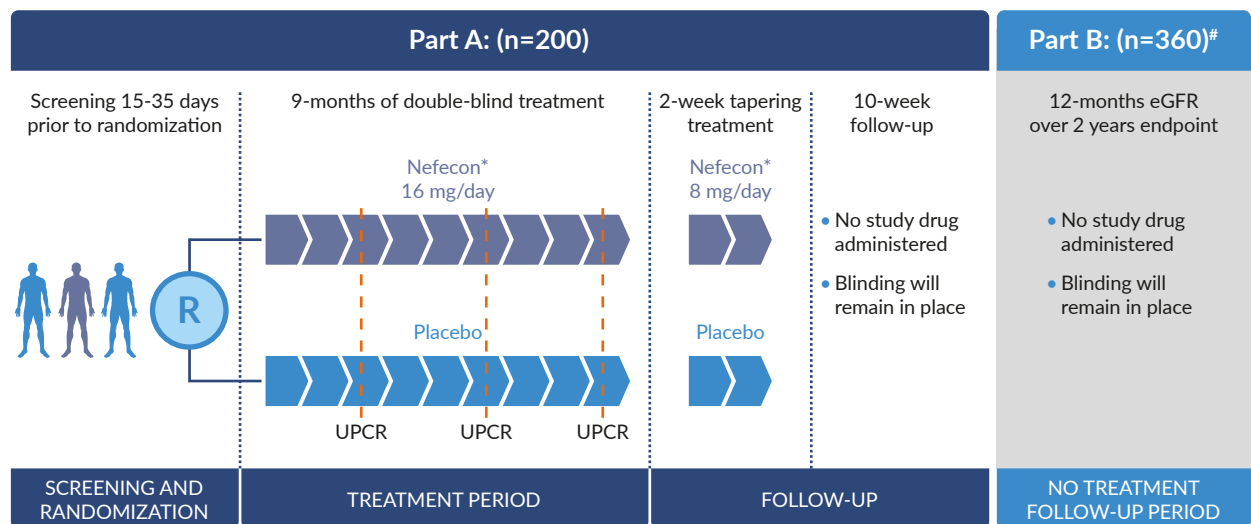 Part A: (n=200)
Part B: (n=360)#
Screening 15-35 days
prior to randomization
9-months of double-blind treatment
2-week tapering
treatment
10-week
follow-up
12-months eGFR
over 2 years endpoint
Nefecon*
16 mg/day
Nefecon*
8 mg/day
R
Placebo
Placebo
UPCR
UPCR
UPCR
• No study drug
administered
• Blinding will
remain in place
• No study drug
administered
• Blinding will
remain in place
SCREENING AND
RANDOMIZATION
TREATMENT PERIOD
FOLLOW-UP
NO TREATMENT
FOLLOW-UP PERIOD